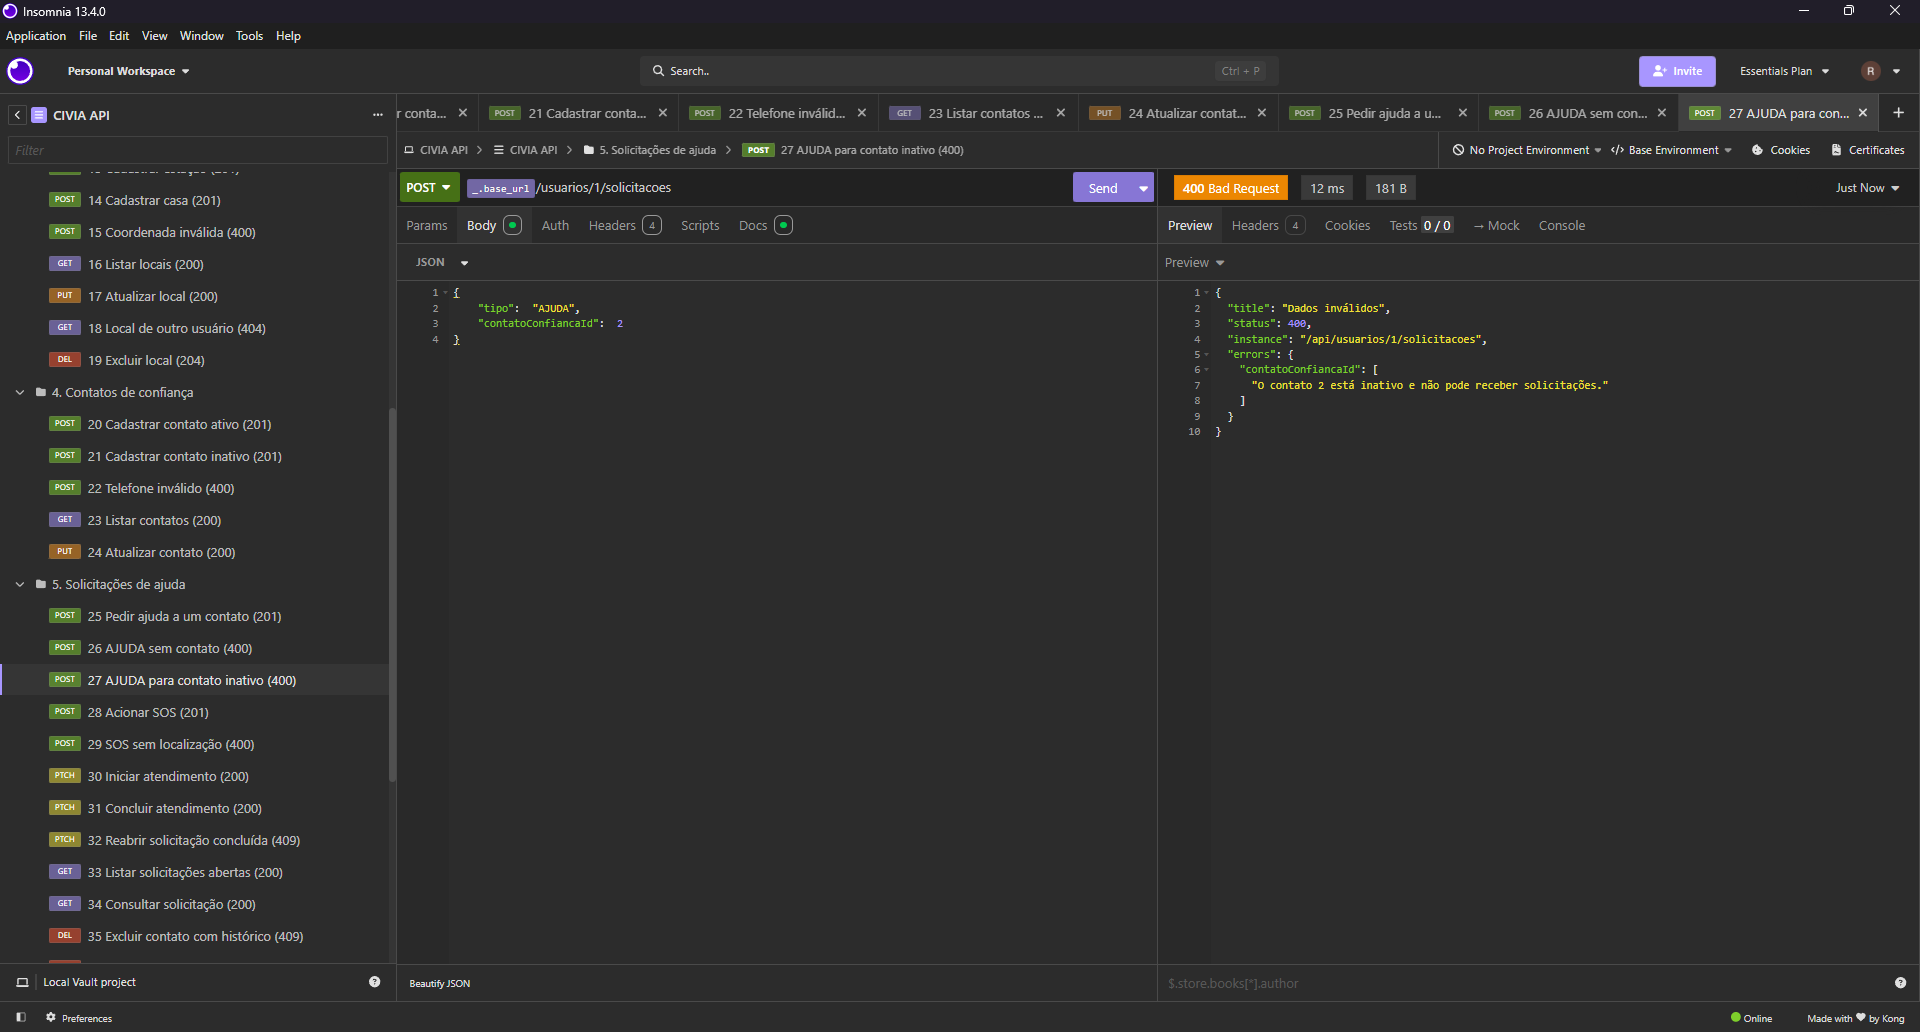 Insomnia 13.4.0
Application File Edit View Window Tools Help
Personal Workspace
Search..
Ctrl + P
Invite
Essentials Plan
R
CIVIA API
r conta...
POST 21 Cadastrar conta...
POST 22 Telefone inválid...
GET 23 Listar contatos ...
PUT 24 Atualizar contat...
POST 25 Pedir ajuda a u...
POST 26 AJUDA sem con...
POST 27 AJUDA para con...
Filter
CIVIA API > CIVIA API > 5. Solicitações de ajuda > POST 27 AJUDA para contato inativo (400)
No Project Environment
</> Base Environment
Cookies
Certificates
POST 14 Cadastrar casa (201)
POST 15 Coordenada inválida (400)
GET 16 Listar locais (200)
PUT 17 Atualizar local (200)
GET 18 Local de outro usuário (404)
DEL 19 Excluir local (204)
4. Contatos de confiança
POST 20 Cadastrar contato ativo (201)
POST 21 Cadastrar contato inativo (201)
POST 22 Telefone inválido (400)
GET 23 Listar contatos (200)
PUT 24 Atualizar contato (200)
5. Solicitações de ajuda
POST 25 Pedir ajuda a um contato (201)
POST 26 AJUDA sem contato (400)
POST 27 AJUDA para contato inativo (400)
POST 28 Acionar SOS (201)
POST 29 SOS sem localização (400)
PTCH 30 Iniciar atendimento (200)
PTCH 31 Concluir atendimento (200)
PTCH 32 Reabrir solicitação concluída (409)
GET 33 Listar solicitações abertas (200)
GET 34 Consultar solicitação (200)
DEL 35 Excluir contato com histórico (409)
Local Vault project
POST _.base_url /usuarios/1/solicitacoes Send
Params Body Auth Headers 4 Scripts Docs
JSON
1 {
2 "tipo": "AJUDA",
3 "contatoConfiancaId": 2
4 }
Beautify JSON
400 Bad Request 12 ms 181 B Just Now
Preview Headers 4 Cookies Tests 0 / 0 → Mock Console
Preview
1 {
2 "title": "Dados inválidos",
3 "status": 400,
4 "instance": "/api/usuarios/1/solicitacoes",
5 "errors": {
6 "contatoConfiancaId": [
7 "O contato 2 está inativo e não pode receber solicitações."
8 ]
9 }
10 }
$.store.books[*].author
Preferences
Online
Made with ♥ by Kong